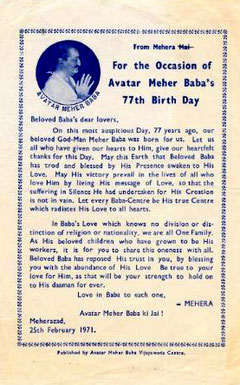 From Mehera Mai
For the Occasion of
Avatar Meher Baba's
77th Birth Day
AVATAR MEHER BABA
Beloved Baba's dear lovers,
On this most auspicious Day, 77 years ago, our
beloved God-Man Meher Baba was born for us. Let us
all who have given our hearts to Him, give our heartfelt
thanks for this Day. May this Earth that Beloved Baba
has trod and blessed by His Presence awaken to His
Love. May His victory prevail in the lives of all who
love Him by living His message of Love, so that the
suffering in Silence He had undertaken for His Creation
is not in vain. Let every Baba-Centre be His true Centre
which radiates His Love to all hearts.
In Baba's Love which knows no division or dis-
tinction of religion or nationality, we are all One Family.
As His beloved children who have grown to be His
workers, it is for you to share this oneness with all.
Beloved Baba has reposed His trust in you, by blessing
you with the abundance of His Love Be true to your
love for Him, as that will be your strength to hold on
to His daaman for ever.
Love in Baba to each one,
= MEHERA
Avatar Meher Baba ki Jai !
Meherazad,
25th February 1971.
Published by Avatar Meher Baba Vijayawada Centre.